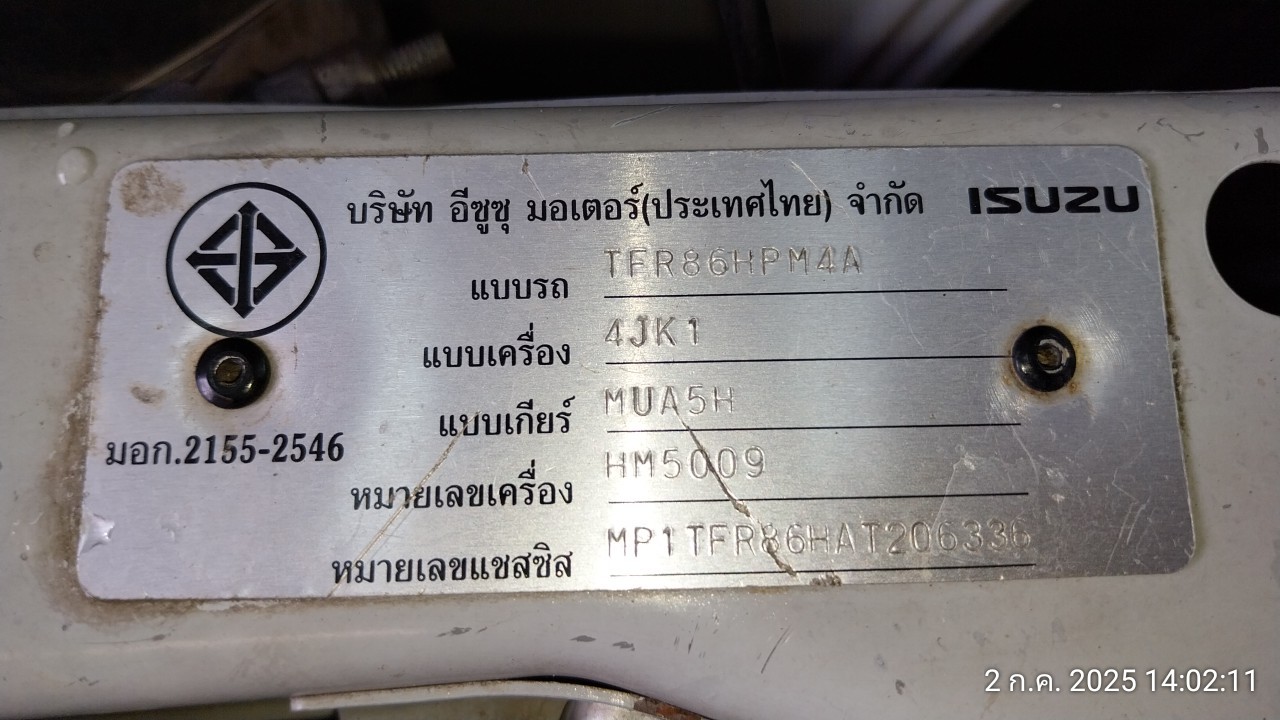 บริษัท อีซูซุ มอเตอร์(ประเทศไทย) จำกัด ISUZU
แบบรถ TFR86HPM4A
แบบเครื่อง 4JK1
แบบเกียร์ MUA5H
มอก.2155-2546
หมายเลขเครื่อง HM5009
หมายเลขแชสซิส MP1TFR86HAT206336
2 ก.ค. 2025 14:02:11